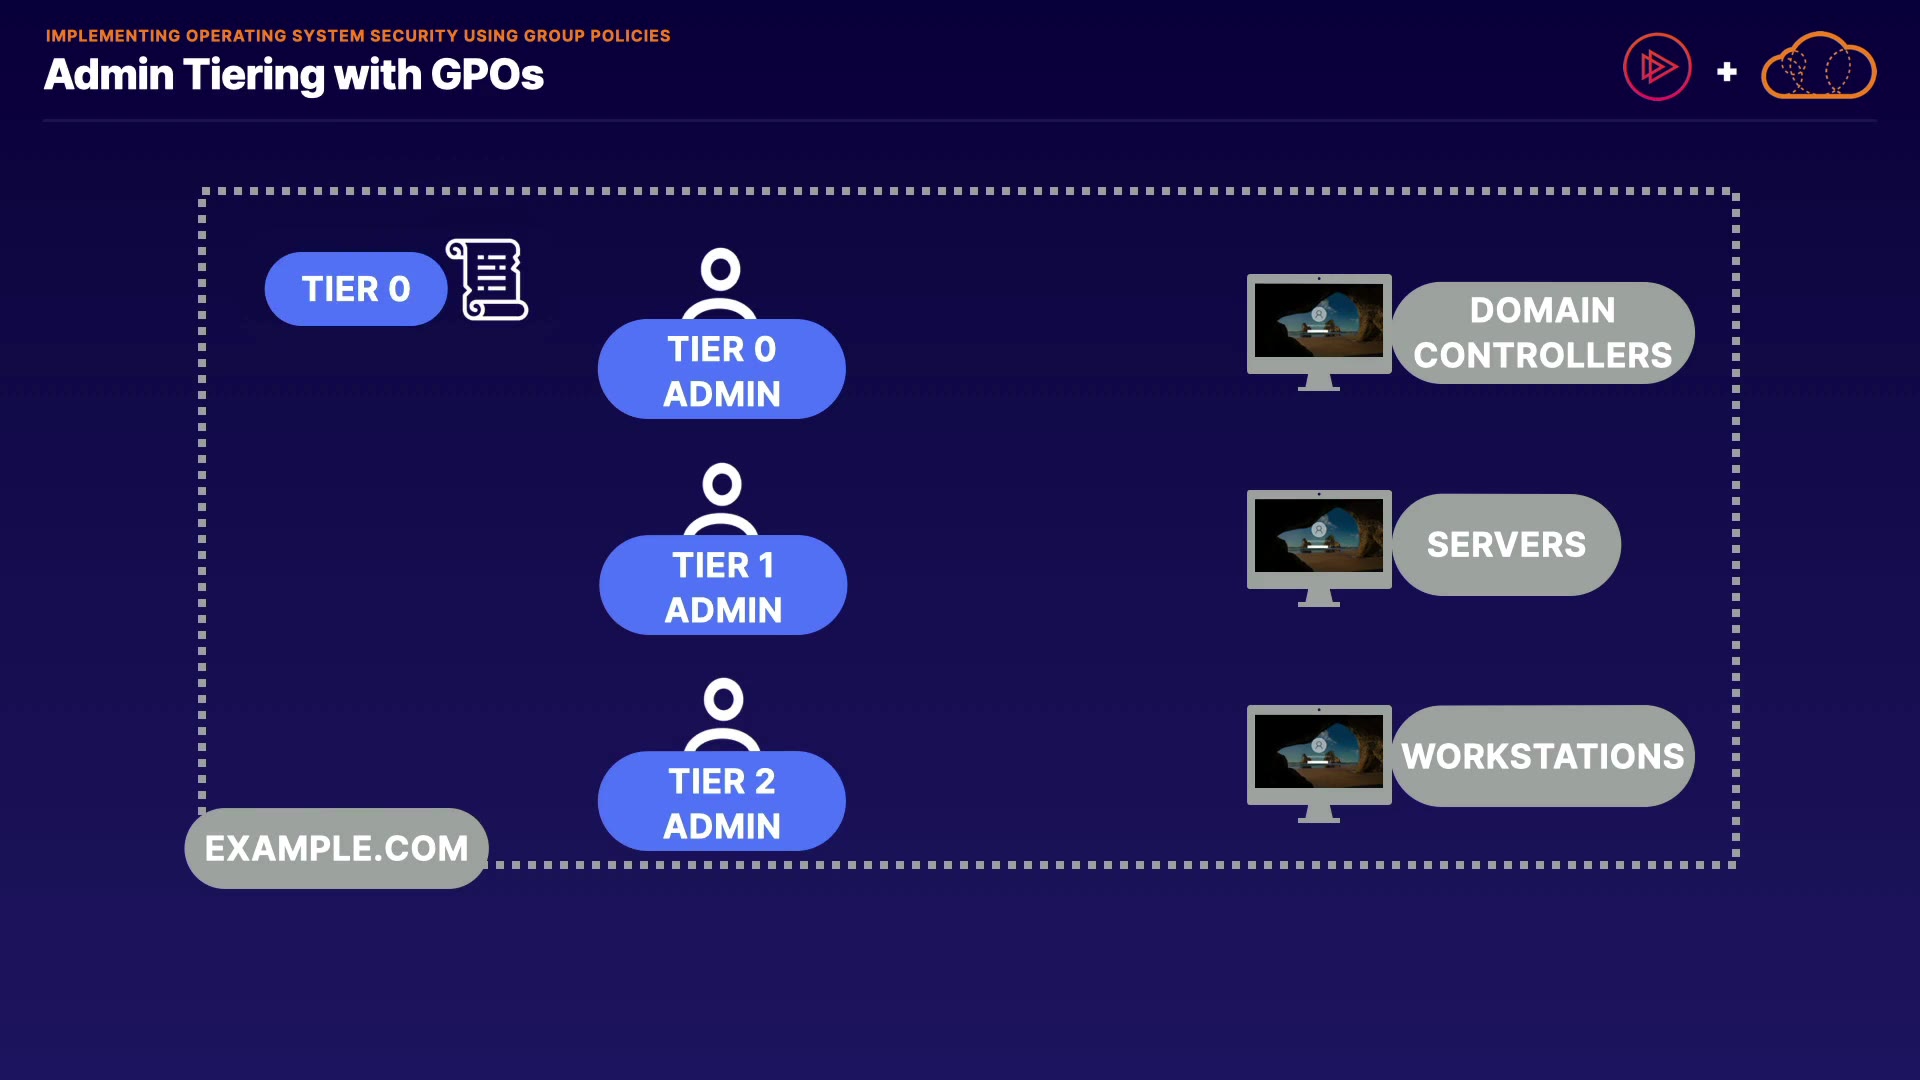 IMPLEMENTING OPERATING SYSTEM SECURITY USING GROUP POLICIES
Admin Tiering with GPOs
TIER 0
TIER 0
ADMIN
DOMAIN
CONTROLLERS
TIER 1
ADMIN
SERVERS
TIER 2
ADMIN
WORKSTATIONS
EXAMPLE.COM